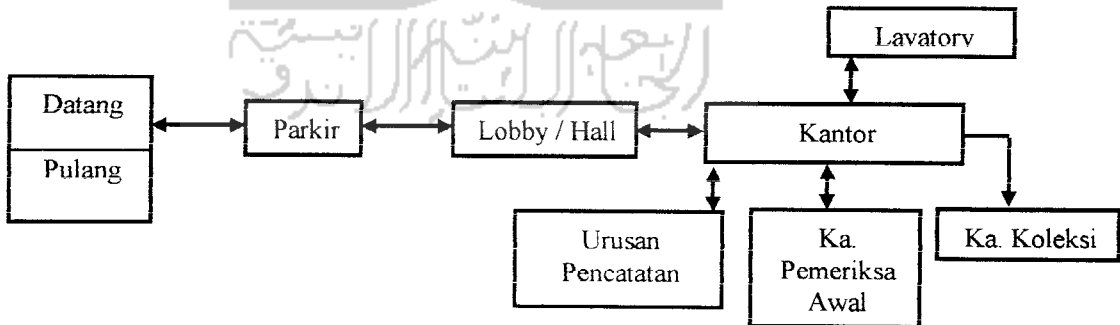 Lavatory
Datang
Parkir
Lobby / Hall
Kantor
Pulang
Urusan
Pencatatan
Ka.
Pemeriksa
Awal
Ka. Koleksi